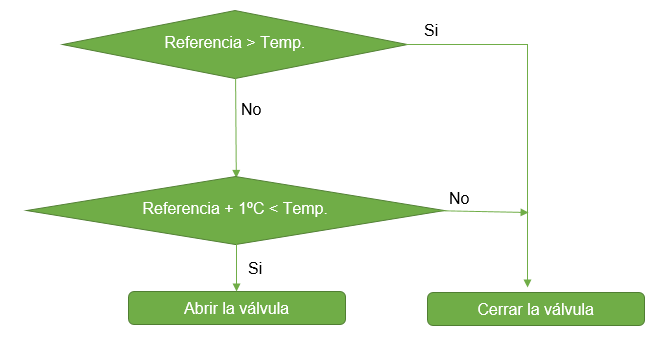 Referencia > Temp.
Si
No
Referencia + 1ºC < Temp.
No
Si
Abrir la válvula
Cerrar la válvula